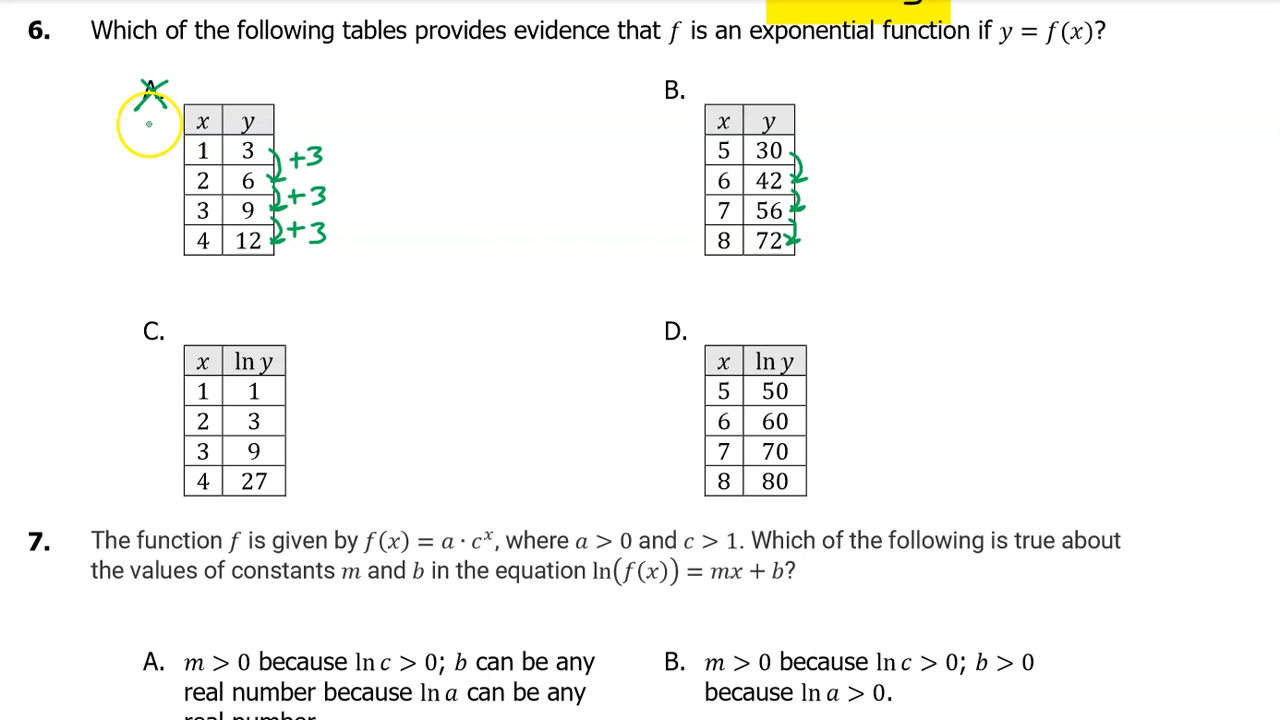 6. Which of the following tables provides evidence that f is an exponential function if y = f(x)?
A
x y
1 3
2 6
3 9
4 12
+3
+3
+3
B.
x y
5 30
6 42
7 56
8 72
C.
x ln y
1 1
2 3
3 9
4 27
D.
x ln y
5 50
6 60
7 70
8 80
7. The function f is given by f(x) = a · cˣ, where a > 0 and c > 1. Which of the following is true about
the values of constants m and b in the equation ln(f(x)) = mx + b?
A. m > 0 because ln c > 0; b can be any
real number because ln a can be any
real number
B. m > 0 because ln c > 0; b > 0
because ln a > 0.